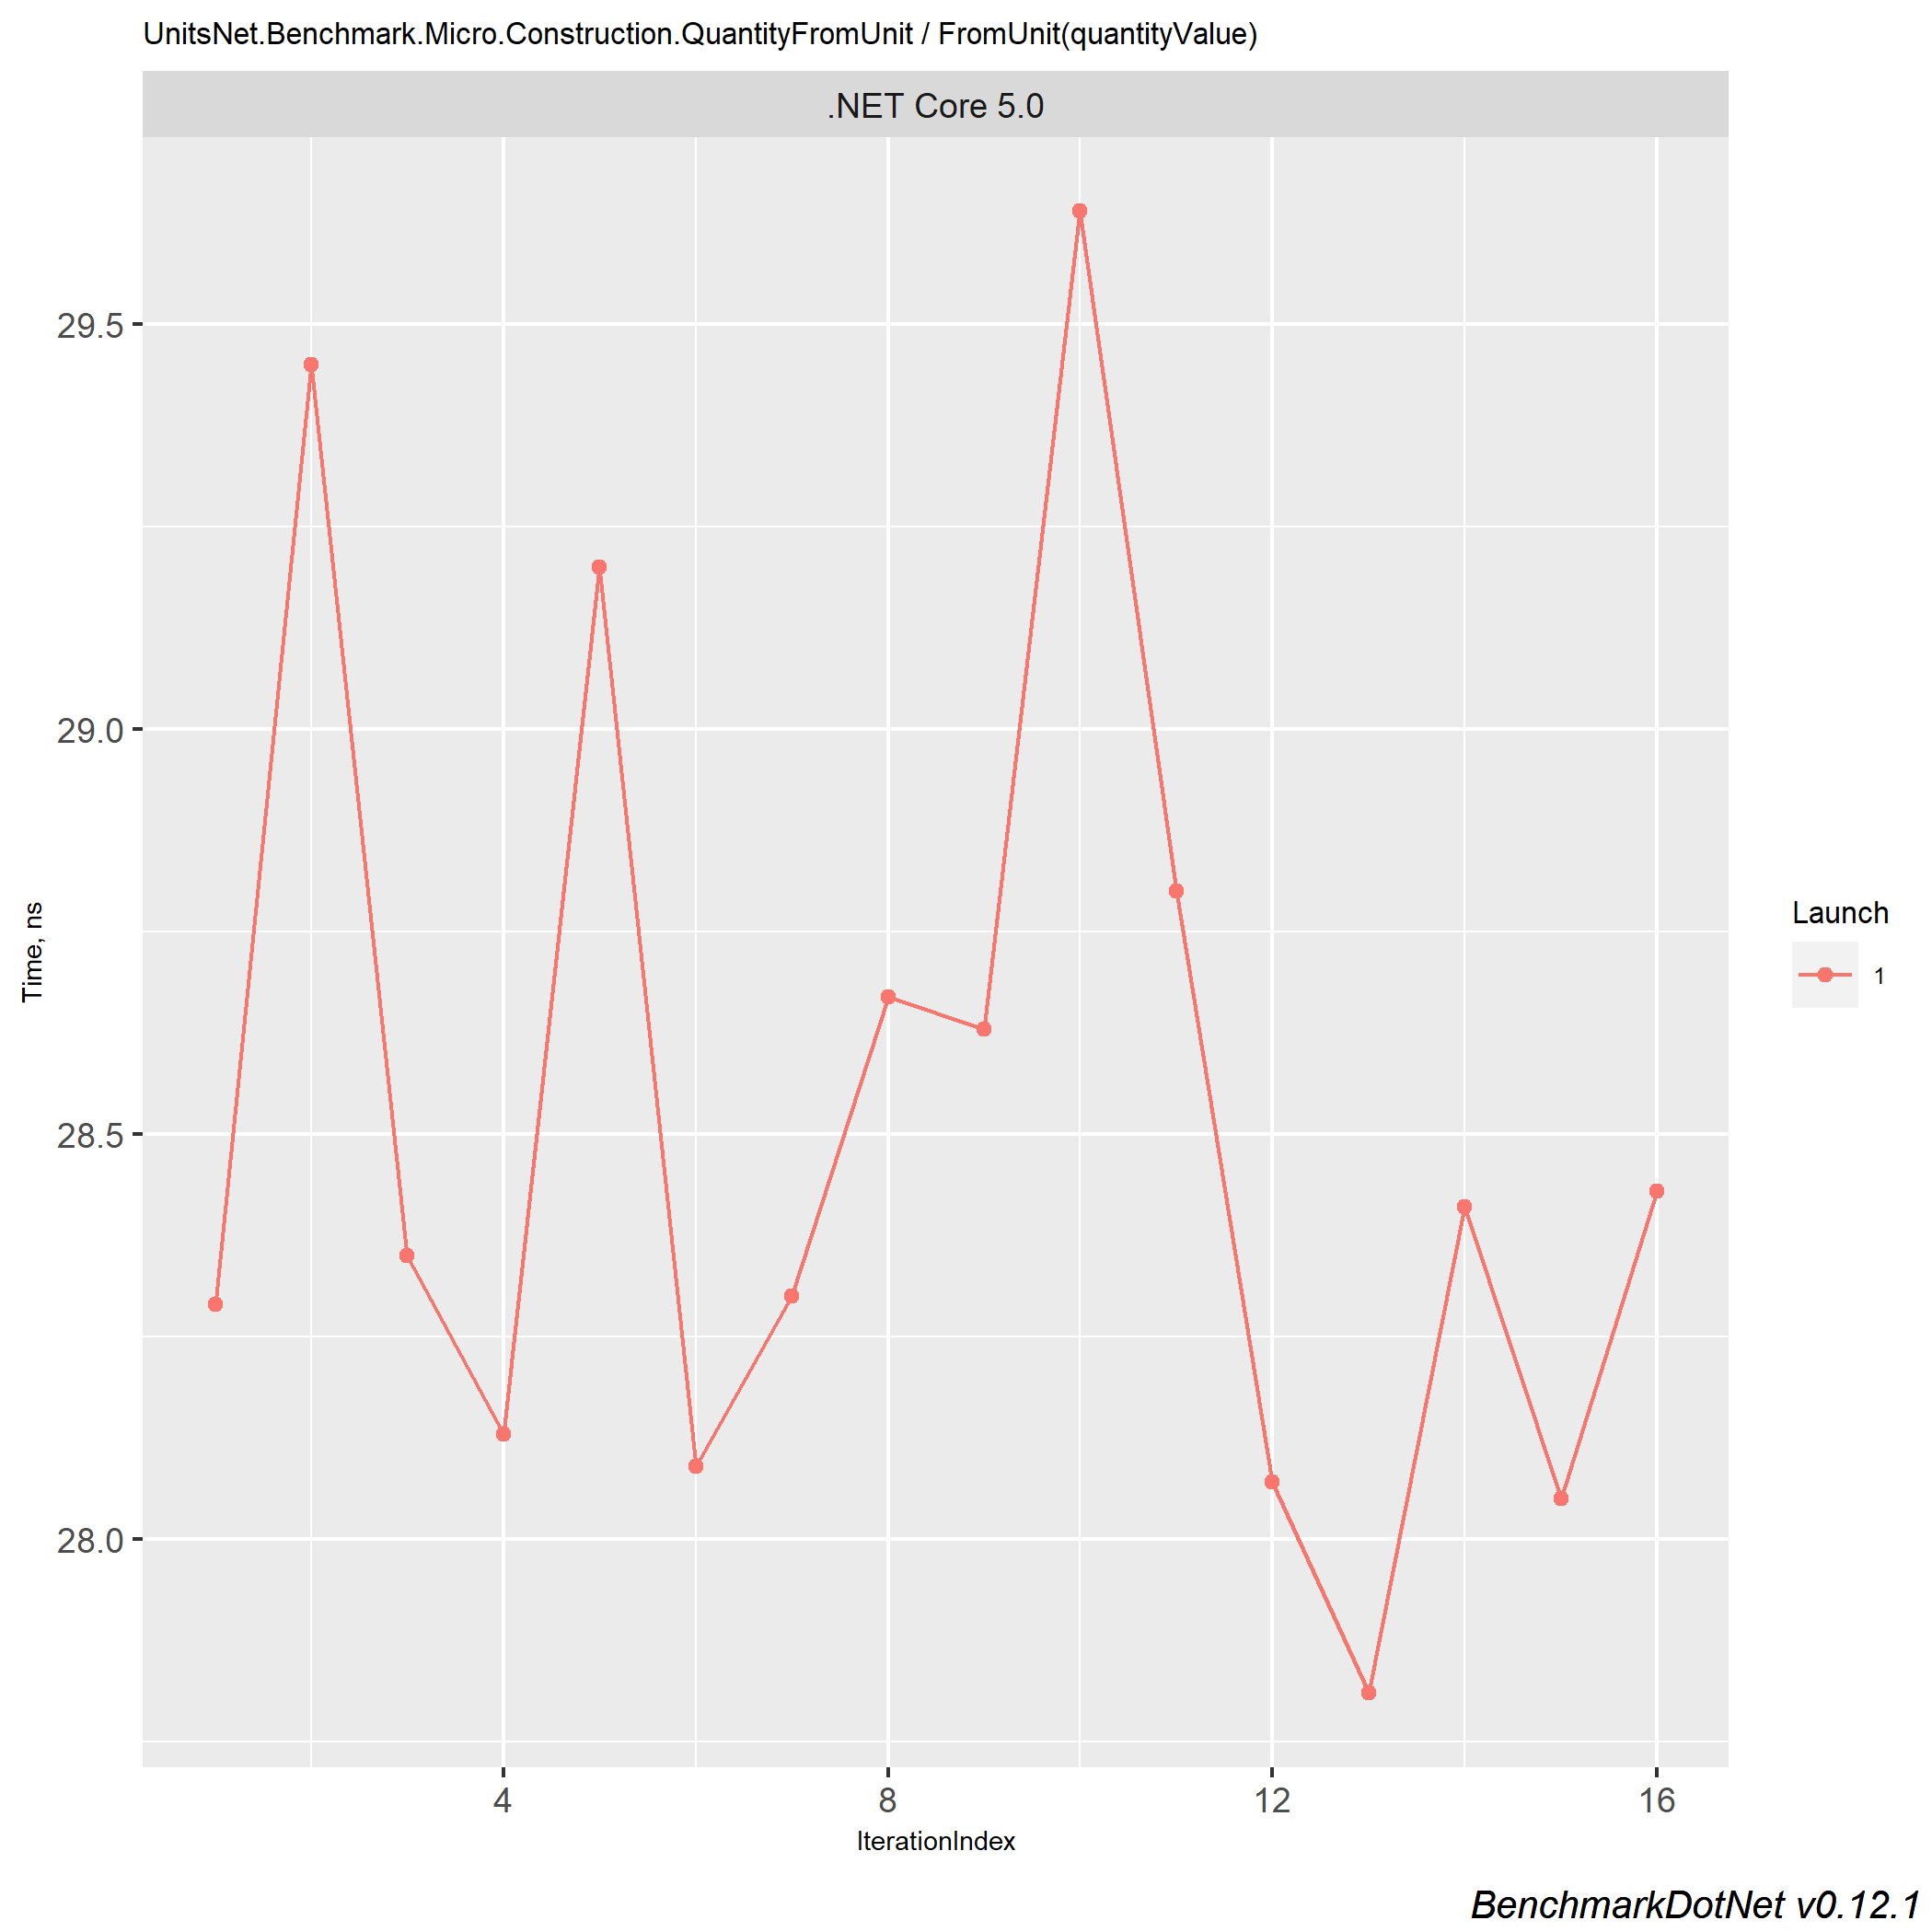 UnitsNet.Benchmark.Micro.Construction.QuantityFromUnit / FromUnit(quantityValue)
.NET Core 5.0
29.5
29.0
28.5
28.0
Time, ns
4 8 12 16
IterationIndex
Launch
1
BenchmarkDotNet v0.12.1